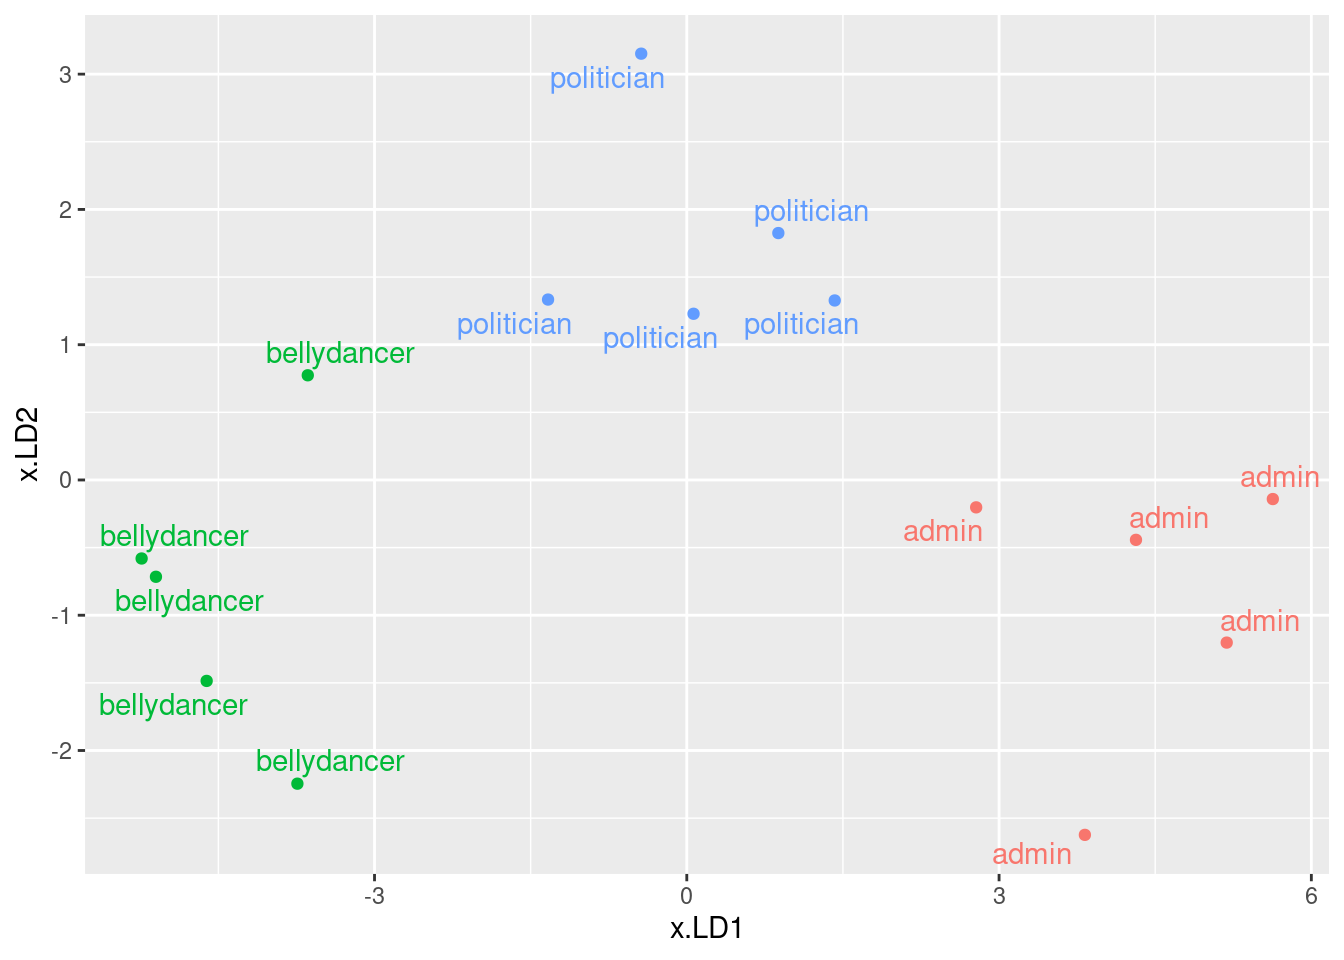 3
politician
2
politician
politician
politician
politician
1
bellydancer
x.LD2
0
admin
admin
admin
bellydancer
bellydancer
-1
admin
bellydancer
-2
bellydancer
admin
-3
0
3
6
x.LD1